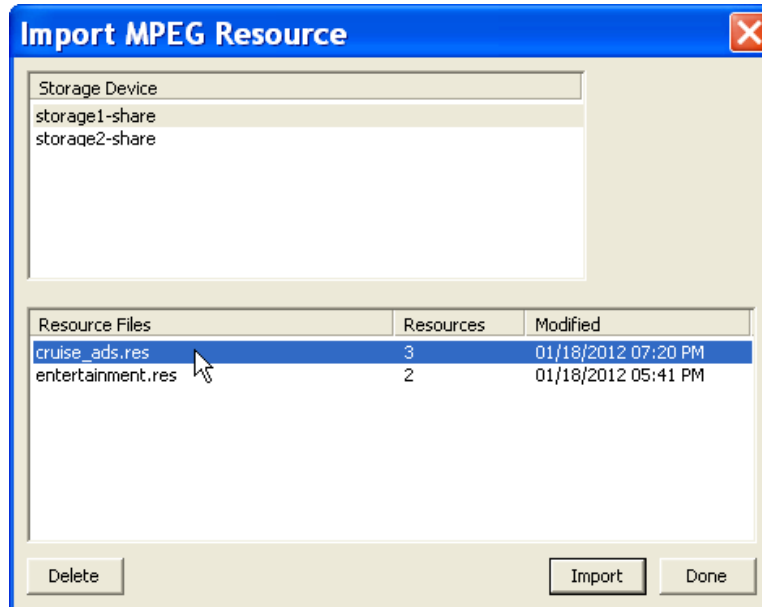 Import MPEG Resource
Storage Device
storage1-share
storage2-share
Resource Files Resources Modified
cruise_ads.res 3 01/18/2012 07:20 PM
entertainment.res 2 01/18/2012 05:41 PM
Delete Import Done